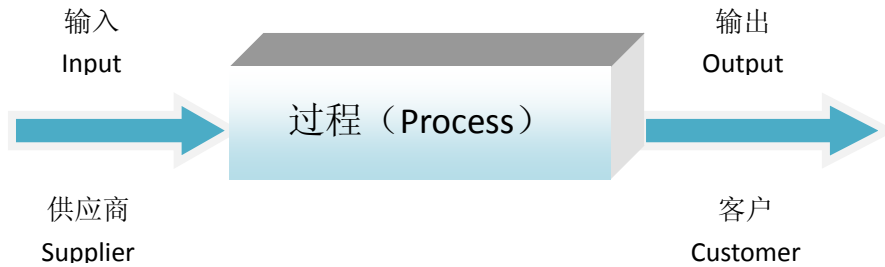 输入
Input
输出
Output
过程（Process）
供应商
Supplier
客户
Customer